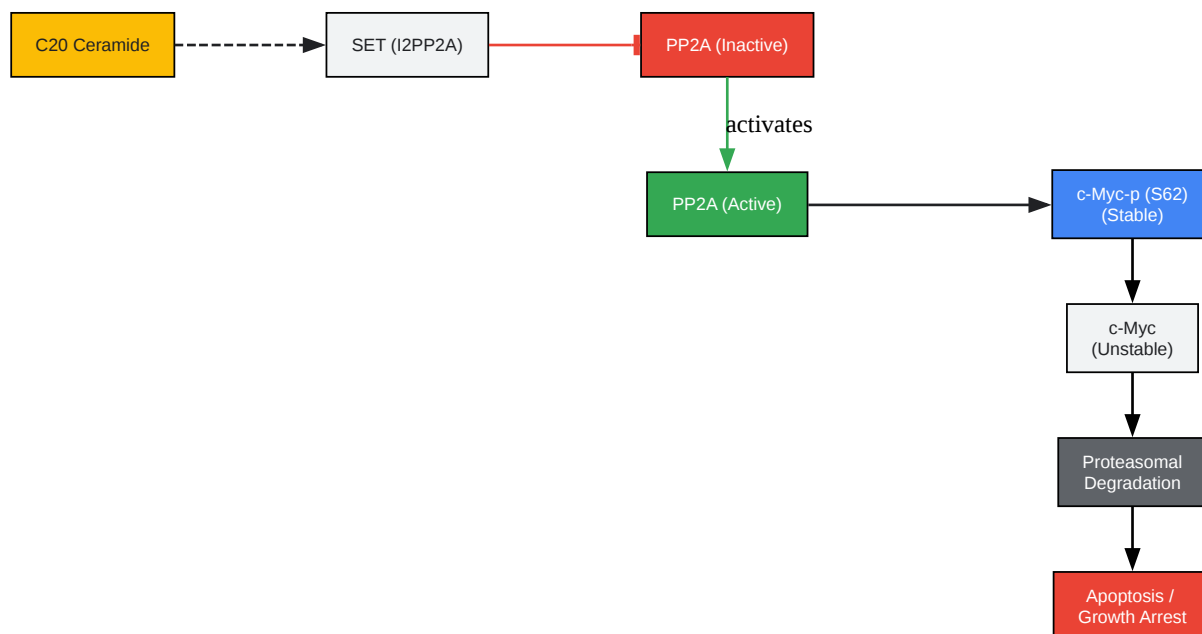 C20 Ceramide
SET (I2PP2A)
PP2A (Inactive)
activates
PP2A (Active)
c-Myc-p (S62)
(Stable)
c-Myc
(Unstable)
Proteasomal
Degradation
Apoptosis /
Growth Arrest